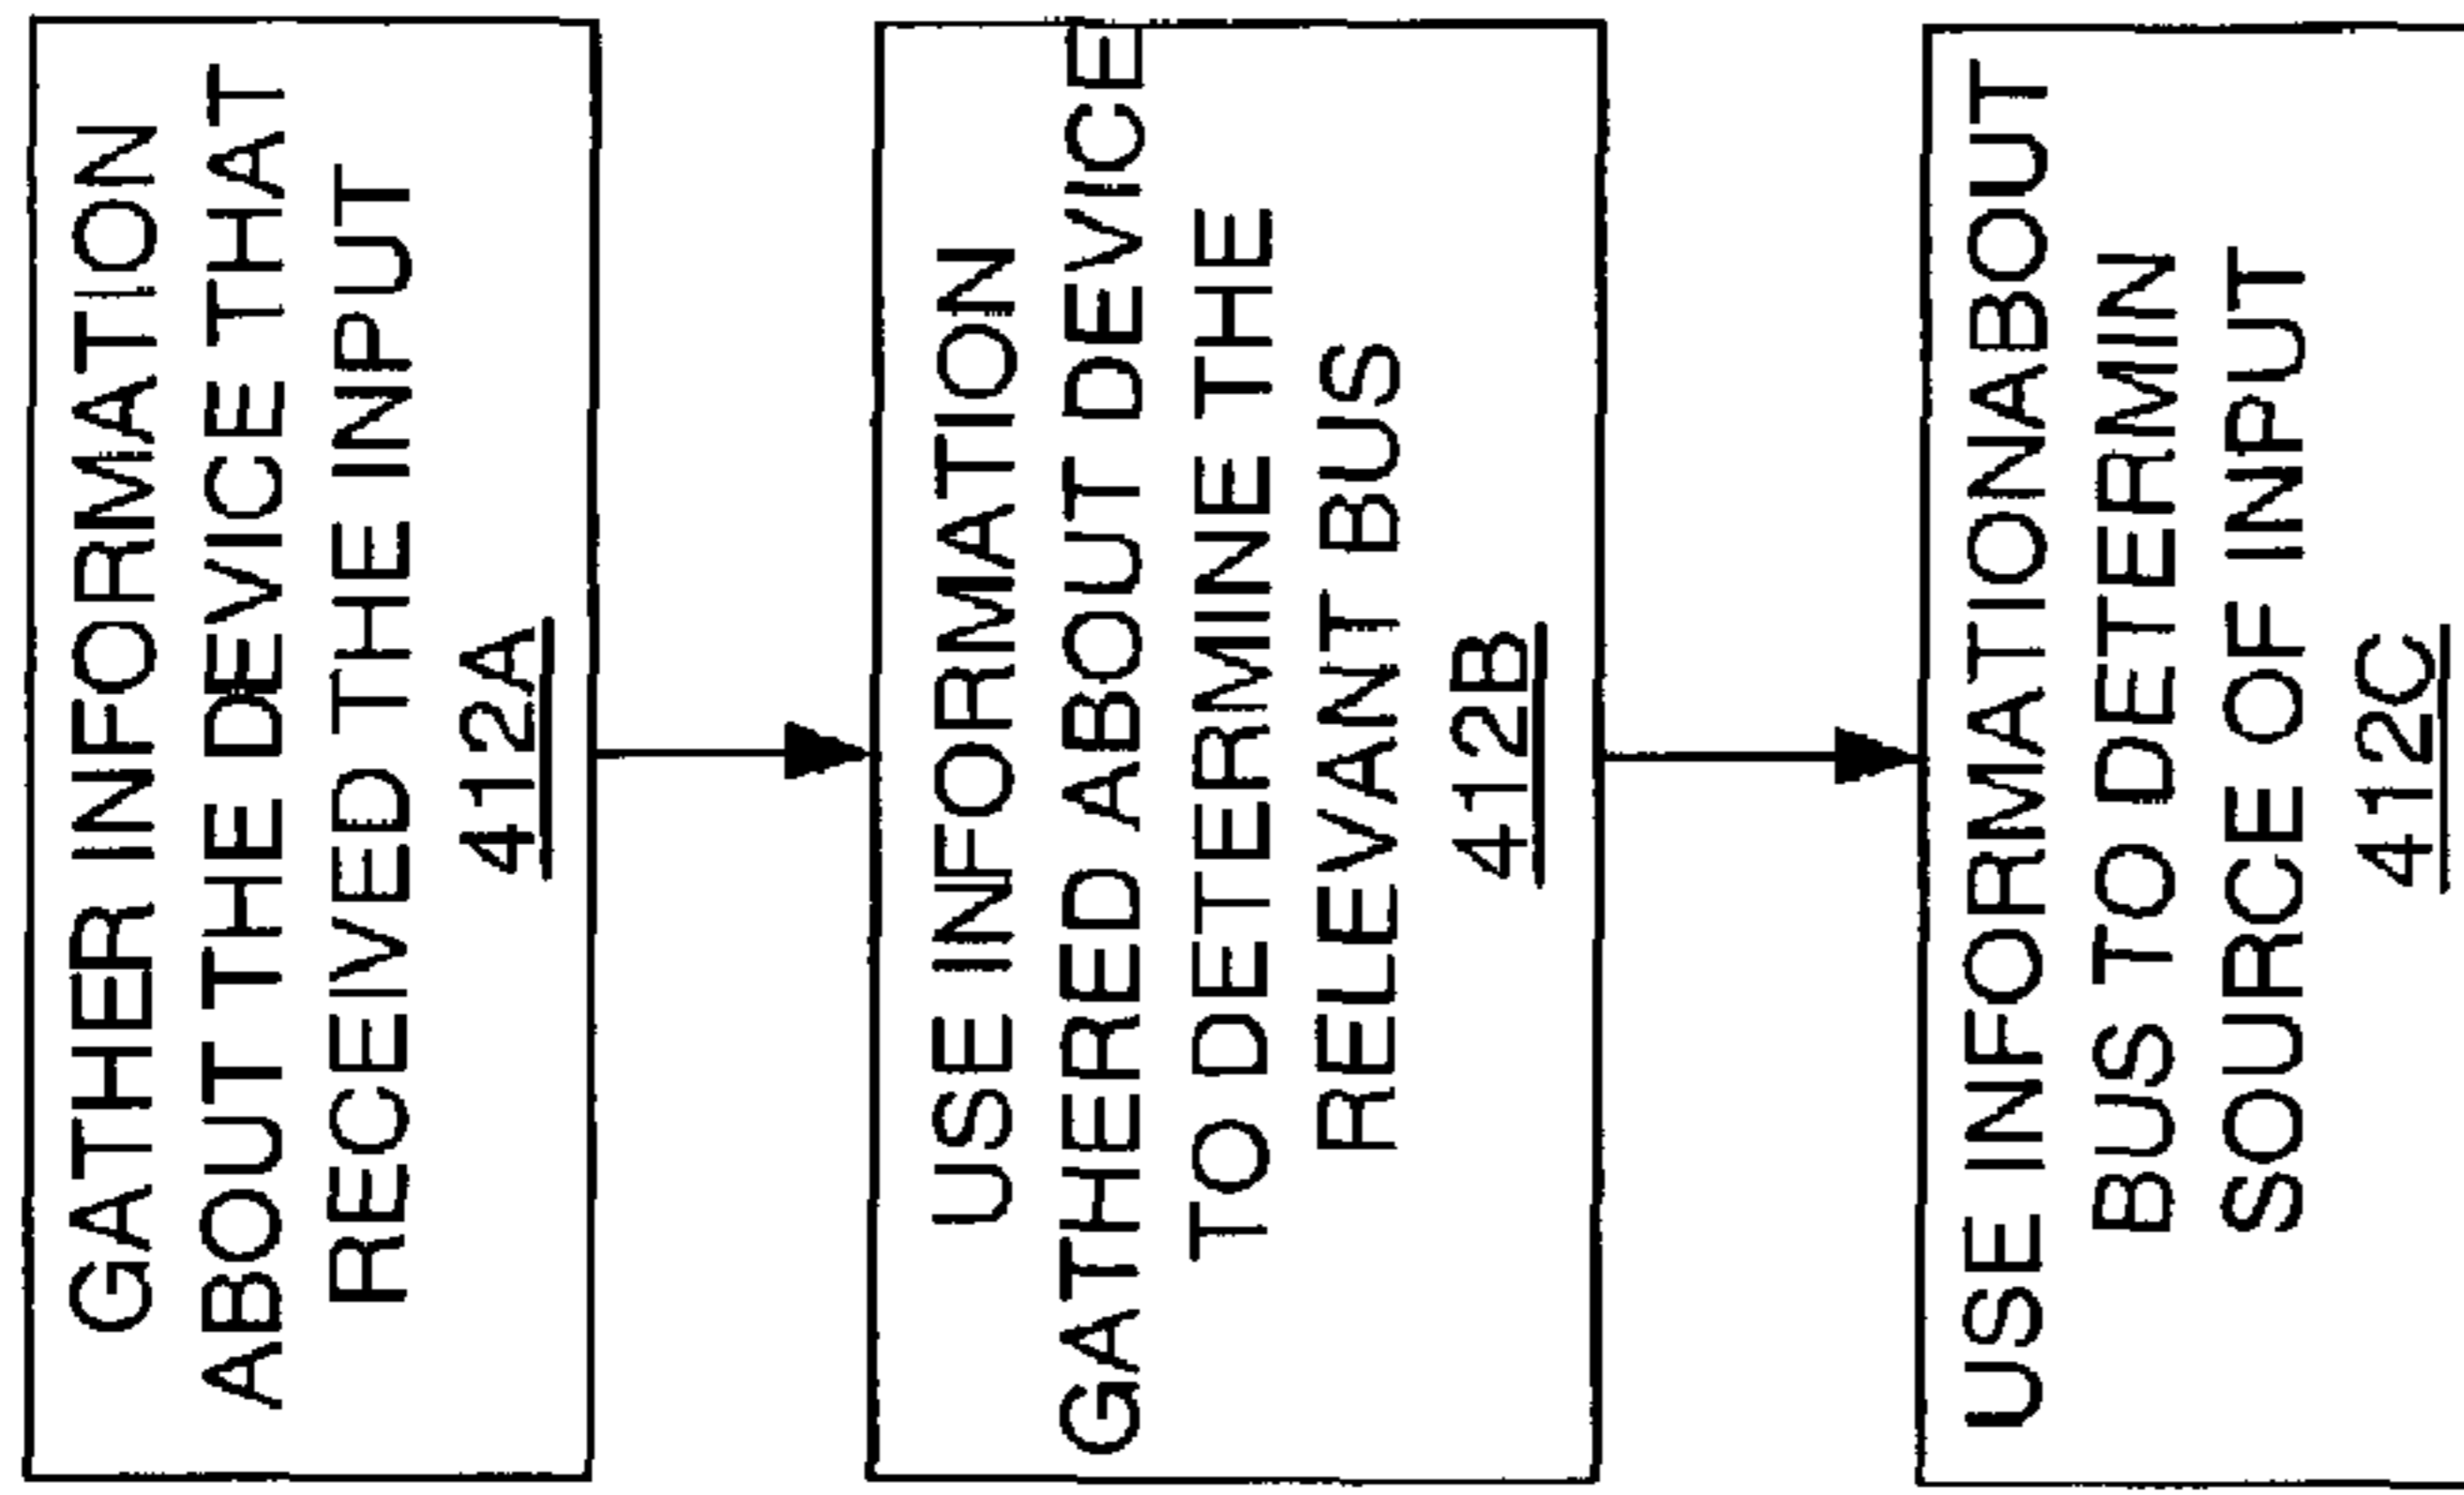 GATHER INFORMATION
ABOUT THE DEVICE THAT
RECEIVED THE INPUT
412A
USE INFORMATION
GATHERED ABOUT DEVICE
TO DETERMINE THE
RELEVANT BUS
412B
USE INFORMATIONABOUT
BUS TO DETERMIN
SOURCE OF INPUT
412C